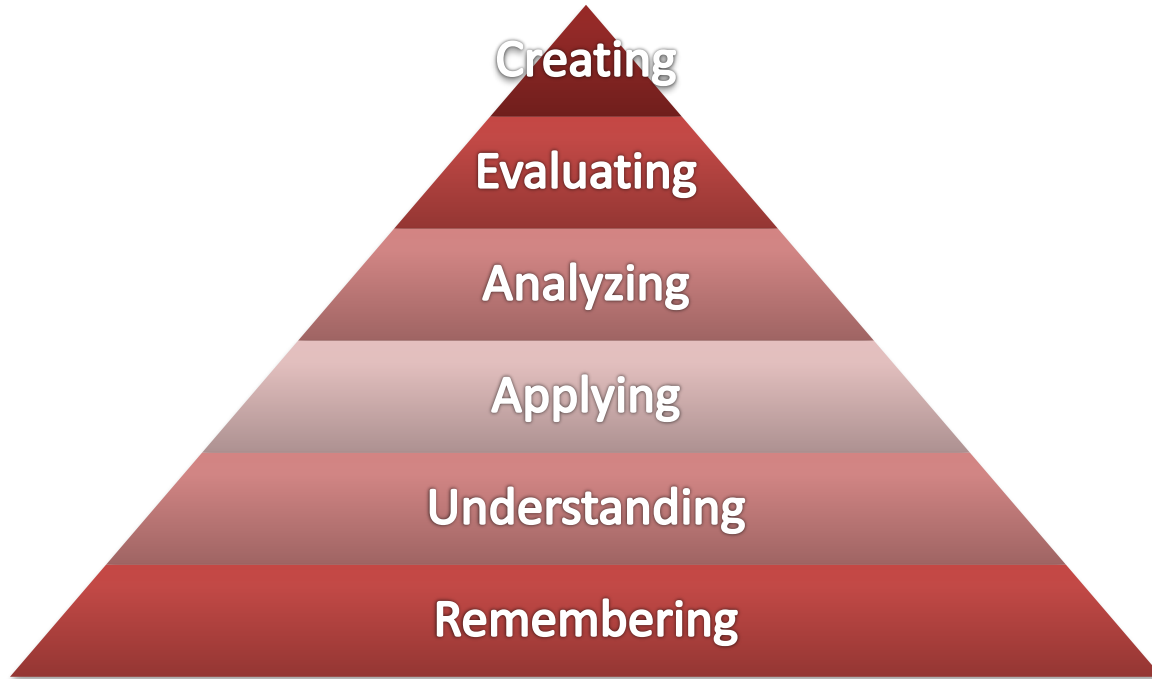 Creating
Evaluating
Analyzing
Applying
Understanding
Remembering